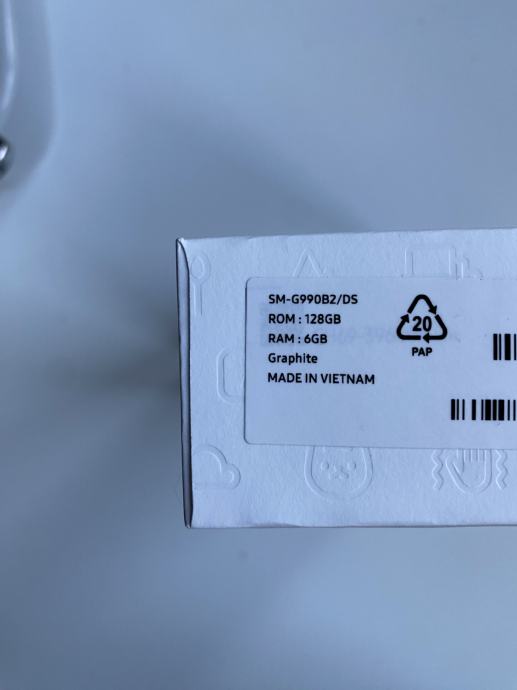 SM-G990B2/DS
ROM : 128GB
RAM : 6GB
Graphite
MADE IN VIETNAM
20
PAP